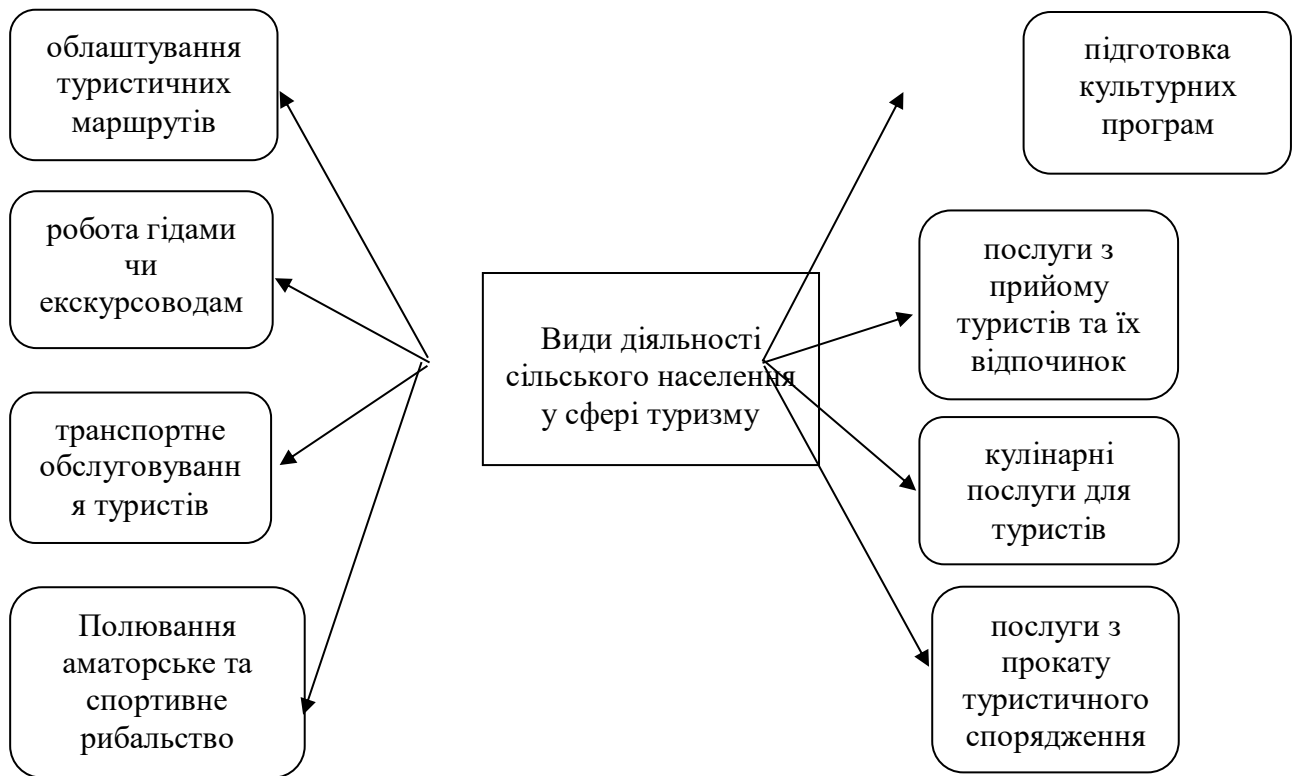 облаштування
туристичних
маршрутів
робота гідами
чи
екскурсоводам
транспортне
обслуговуванн
я туристів
Полювання
аматорське та
спортивне
рибальство
Види діяльності
сільського населення
у сфері туризму
підготовка
культурних
програм
послуги з
прийому
туристів та їх
відпочинок
кулінарні
послуги для
туристів
послуги з
прокату
туристичного
спорядження